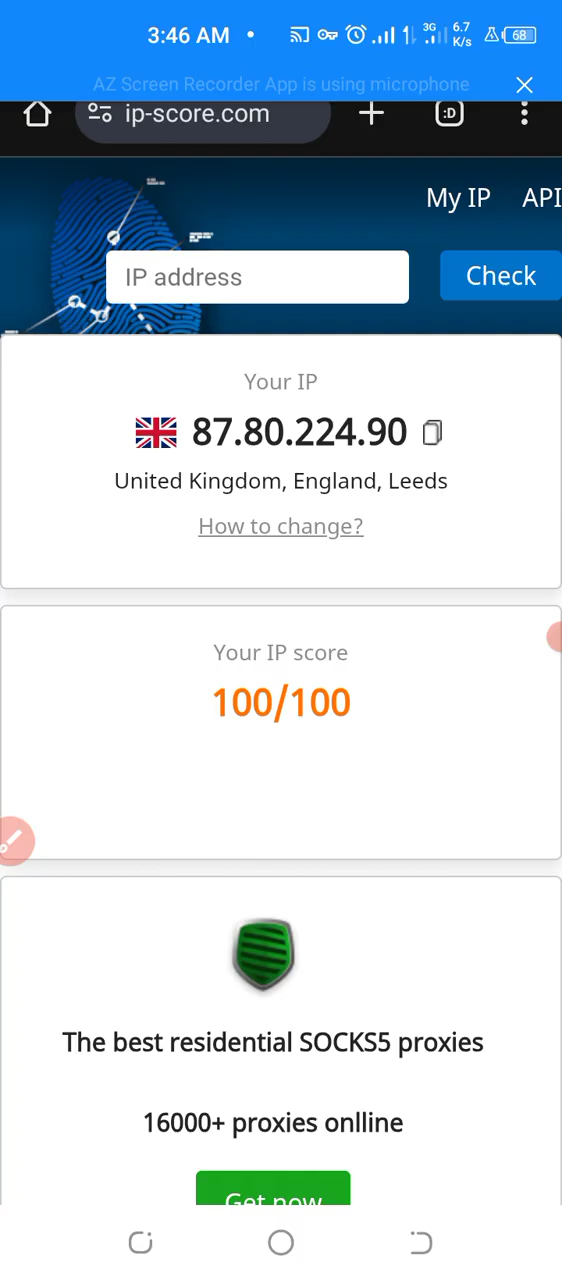 3:46 AM • 3G 6.7 K/s 68
AZ Screen Recorder App is using microphone
ip-score.com :D
My IP API
IP address Check
Your IP
87.80.224.90
United Kingdom, England, Leeds
How to change?
Your IP score
100/100
The best residential SOCKS5 proxies
16000+ proxies onlline
Get now